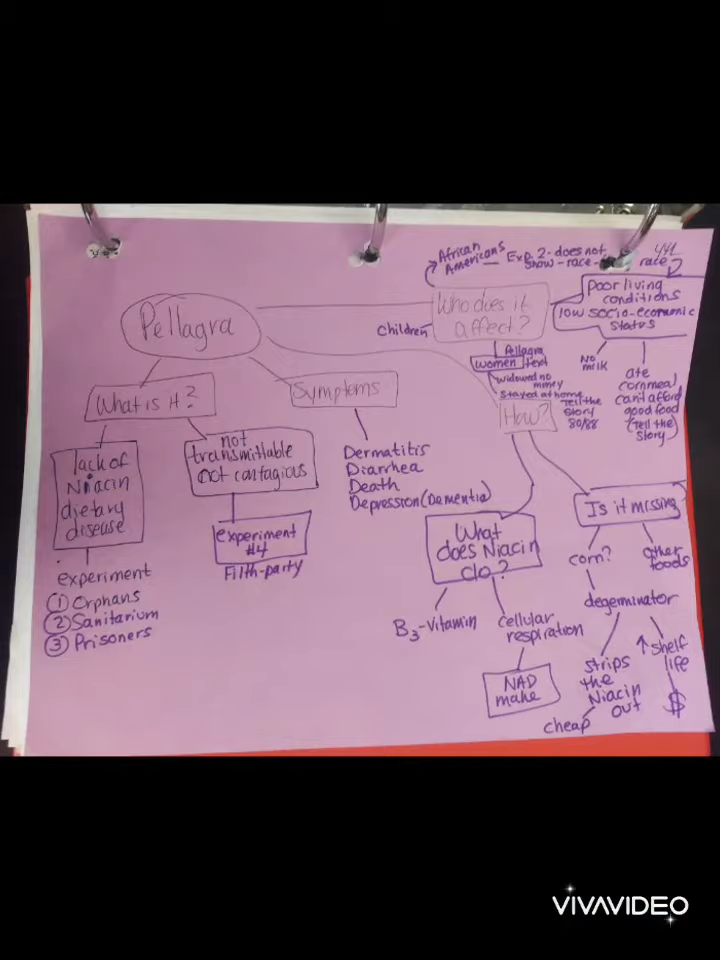 Pellagra
What is it?
lack of
Niacin
dietary
disease
experiment
① Orphans
② Sanitarium
③ Prisoners
not
transmittable
not contagious
experiment
#4
Filth-party
Symptoms
Dermatitis
Diarrhea
Death
Depression (Dementia)
Who does it
affect?
African
Americans
Exp. 2 - does not
show - race -
race
Children
Pellagra
women text
widowed no
money
Stayed at home
Tell the
story
80/88
Poor living
conditions
low socio-economic
status
No
milk
ate
cornmeal
can't afford
good food
(Tell the
story)
How?
What
does Niacin
do?
B3-vitamin
cellular
respiration
NAD
make
Is it missing
corn?
other
foods
degerminator
strips
the
Niacin
out
cheap
↑ shelf
life
$
VIVAVIDEO